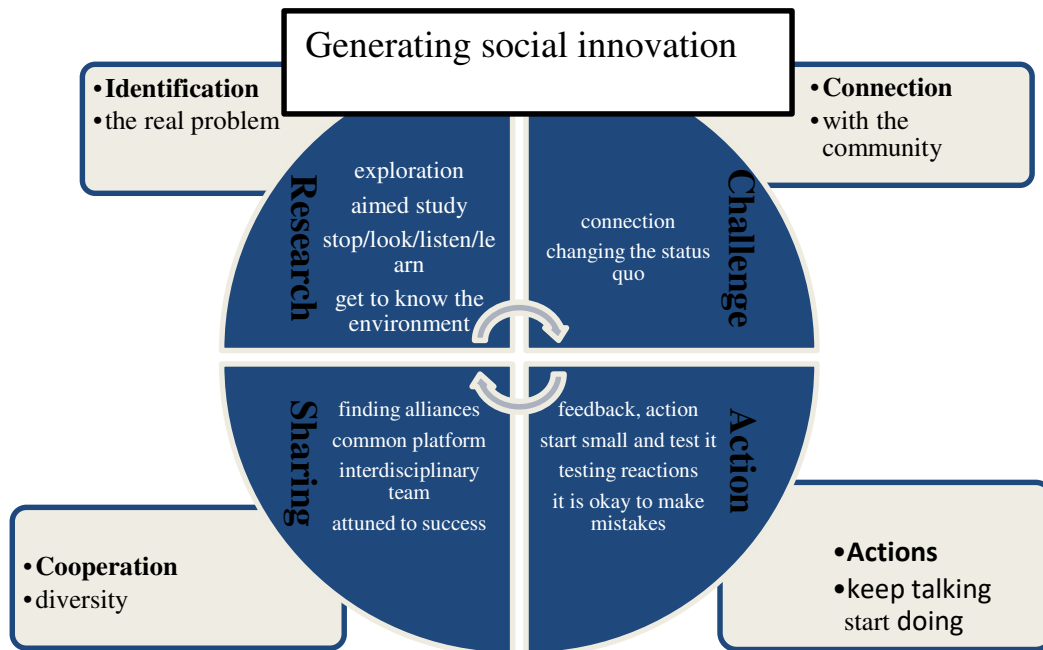 Generating social innovation
•Identification
•the real problem
•Connection
•with the
community
Research
exploration
aimed study
stop/look/listen/le
arn
get to know the
environment
Challenge
connection
changing the status
quo
Sharing
finding alliances
common platform
interdisciplinary
team
attuned to success
Action
feedback, action
start small and test it
testing reactions
it is okay to make
mistakes
•Cooperation
•diversity
•Actions
•keep talking
start doing